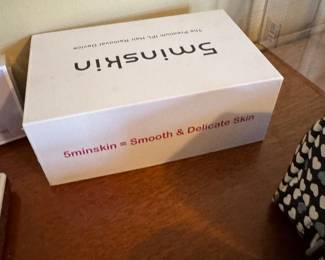 5minskin
The Premium IPL Hair Removal Device
5minskin = Smooth & Delicate Skin